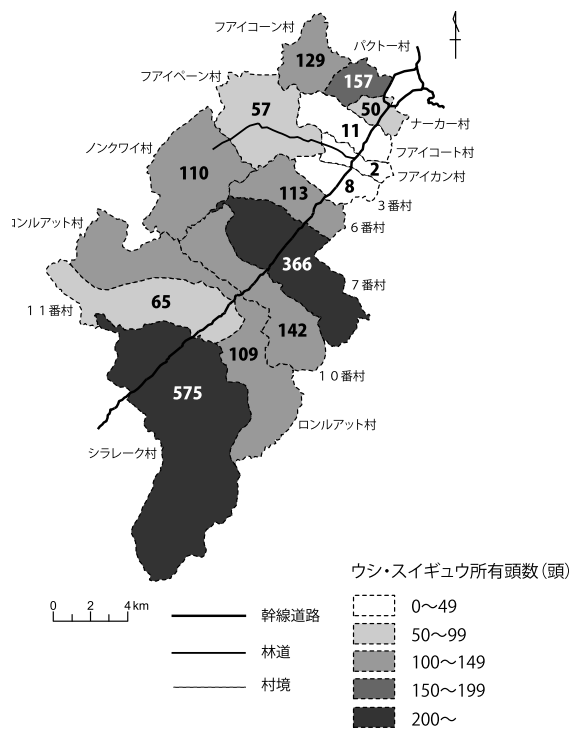 フアイコーン村
パクトー村
129
157
フアイペーン村
57
50
ナーカー村
11
ノンクワイ村
フアイコート村
2
フアイカン村
110
8
113
3番村
ロンルアット村
6番村
366
7番村
65
11番村
142
109
10番村
575
ロンルアット村
シラレーク村
ウシ・スイギュウ所有頭数（頭）
0 2 4km
0〜49
幹線道路
50〜99
林道
100〜149
村境
150〜199
200〜